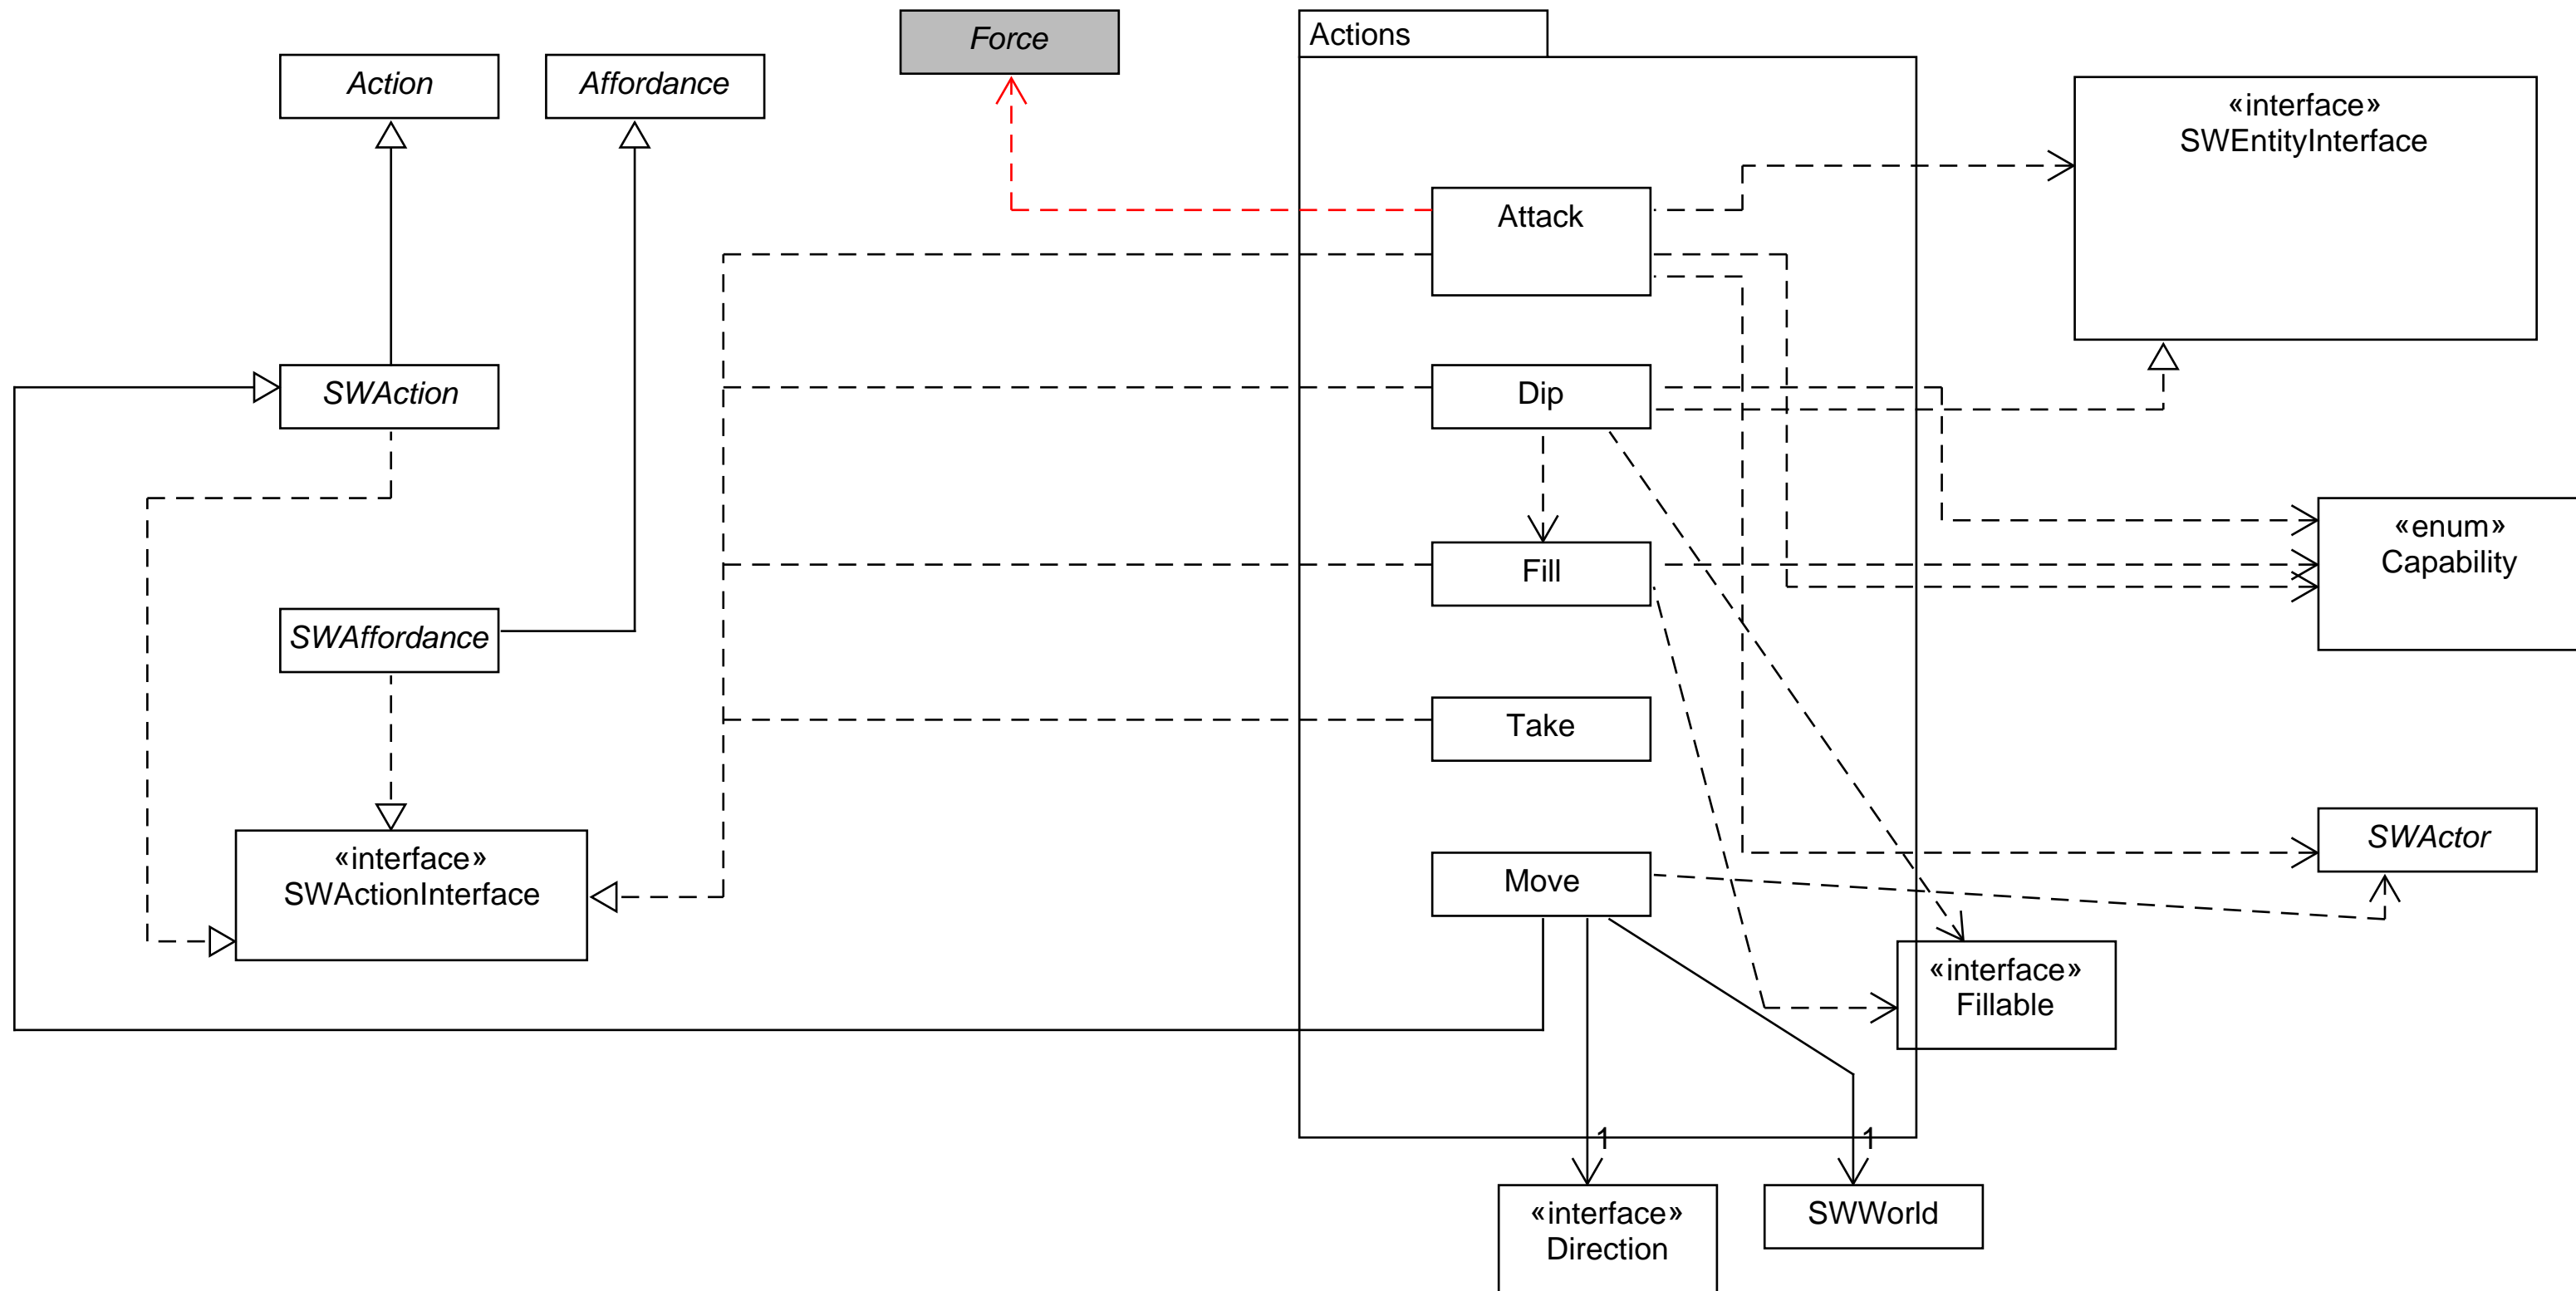 Force
Actions
Action
Affordance
«interface»
SWEntityInterface
Attack
SWAction
Dip
«enum»
Capability
Fill
SWAffordance
Take
«interface»
SWActionInterface
SWActor
Move
«interface»
Fillable
1
1
«interface»
Direction
SWWorld